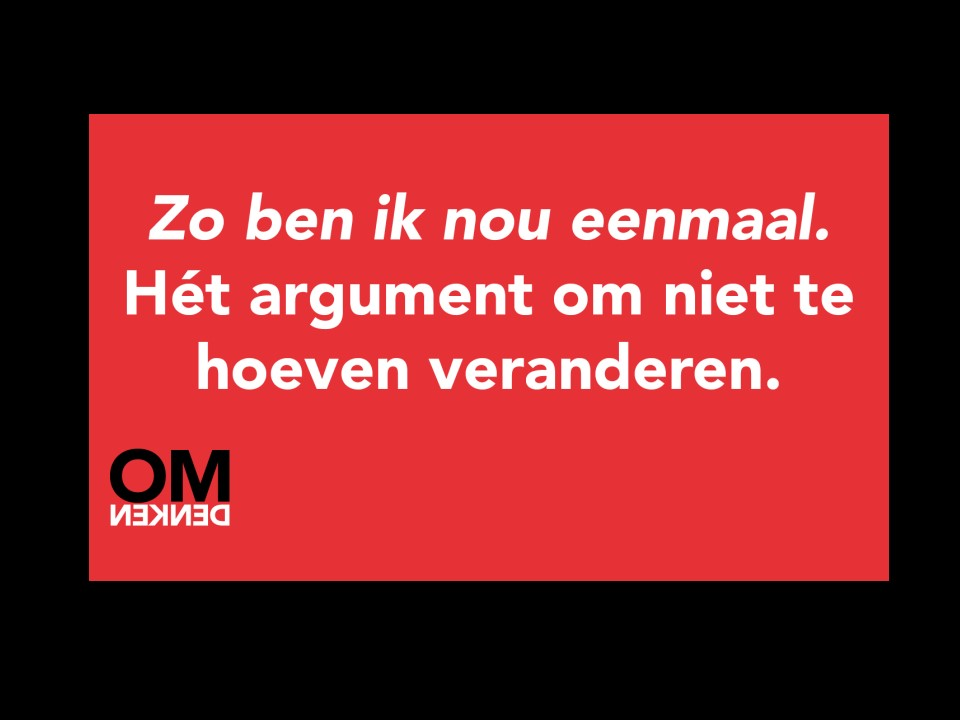 Zo ben ik nou eenmaal.
Hét argument om niet te
hoeven veranderen.
OM
DENKEN